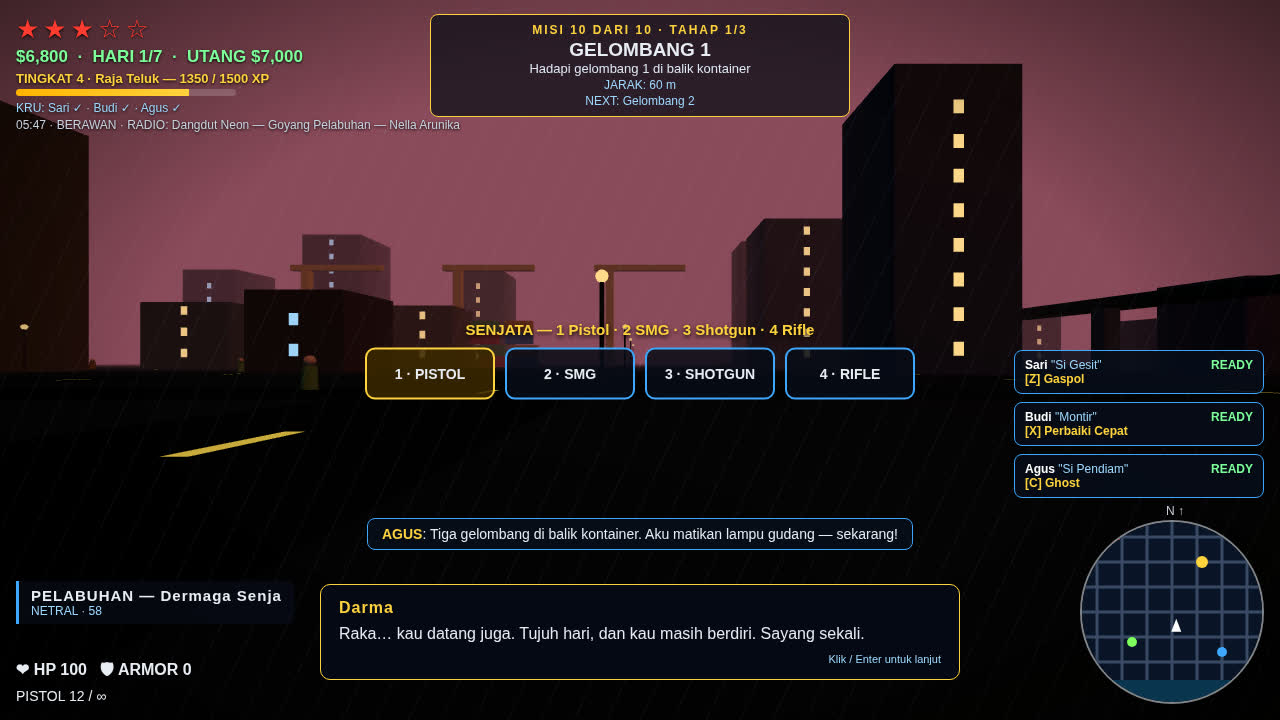 ★★★☆☆
$6,800 · HARI 1/7 · UTANG $7,000
TINGKAT 4 · Raja Teluk — 1350 / 1500 XP
KRU: Sari ✓ · Budi ✓ · Agus ✓
05:47 · BERAWAN · RADIO: Dangdut Neon — Goyang Pelabuhan — Nella Arunika
MISI 10 DARI 10 · TAHAP 1/3
GELOMBANG 1
Hadapi gelombang 1 di balik kontainer
JARAK: 60 m
NEXT: Gelombang 2
SENJATA — 1 Pistol · 2 SMG · 3 Shotgun · 4 Rifle
1 · PISTOL
2 · SMG
3 · SHOTGUN
4 · RIFLE
Sari "Si Gesit" READY
[Z] Gaspol
Budi "Montir" READY
[X] Perbaiki Cepat
Agus "Si Pendiam" READY
[C] Ghost
N ↑
AGUS: Tiga gelombang di balik kontainer. Aku matikan lampu gudang — sekarang!
PELABUHAN — Dermaga Senja
NETRAL · 58
Darma
Raka… kau datang juga. Tujuh hari, dan kau masih berdiri. Sayang sekali.
Klik / Enter untuk lanjut
❤ HP 100 🛡 ARMOR 0
PISTOL 12 / ∞